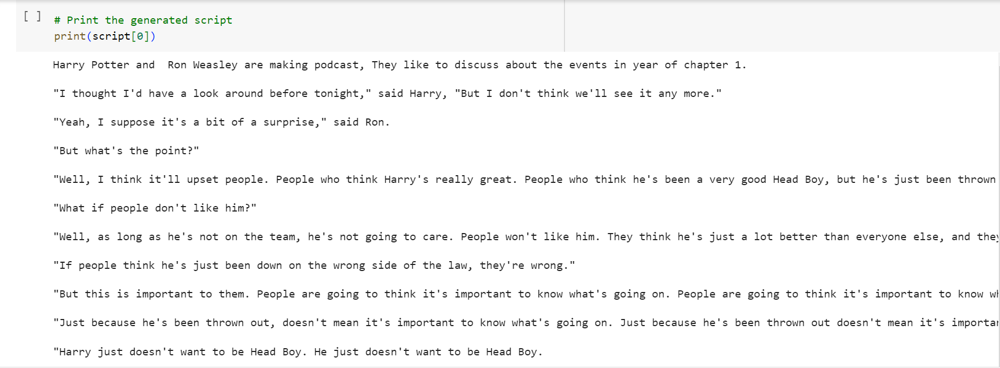 [ ]
# Print the generated script
print(script[0])
Harry Potter and  Ron Weasley are making podcast, They like to discuss about the events in year of chapter 1.
"I thought I'd have a look around before tonight," said Harry, "But I don't think we'll see it any more."
"Yeah, I suppose it's a bit of a surprise," said Ron.
"But what's the point?"
"Well, I think it'll upset people. People who think Harry's really great. People who think he's been a very good Head Boy, but he's just been thrown
"What if people don't like him?"
"Well, as long as he's not on the team, he's not going to care. People won't like him. They think he's just a lot better than everyone else, and
"If people think he's just been down on the wrong side of the law, they're wrong."
"But this is important to them. People are going to think it's important to know what's going on. People are going to think it's important to know
"Just because he's been thrown out, doesn't mean it's important to know what's going on. Just because he's been thrown out doesn't mean it's
"Harry just doesn't want to be Head Boy. He just doesn't want to be Head Boy.